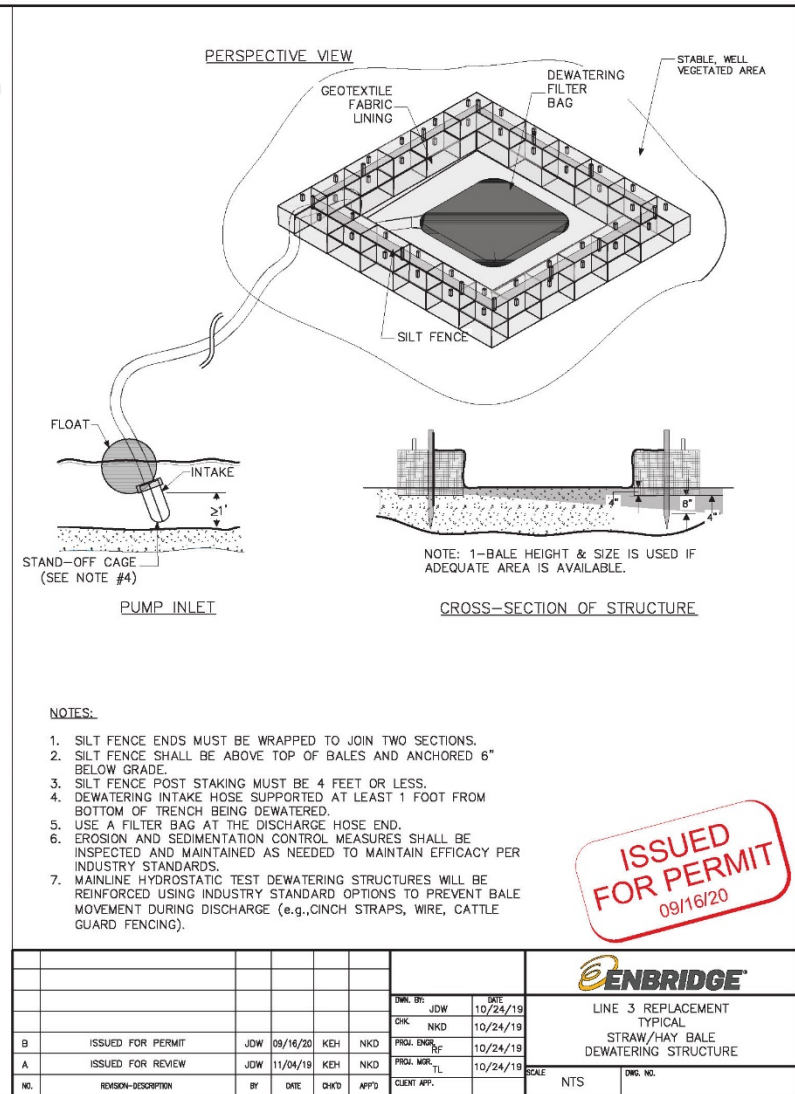 PERSPECTIVE VIEW
STABLE, WELL
VEGETATED AREA
DEWATERING
FILTER
BAG
GEOTEXTILE
FABRIC
LINING
SILT FENCE
FLOAT
INTAKE
≥1'
STAND-OFF CAGE
(SEE NOTE #4)
PUMP INLET
4"
8"
4"
NOTE: 1-BALE HEIGHT & SIZE IS USED IF
ADEQUATE AREA IS AVAILABLE.
CROSS-SECTION OF STRUCTURE
NOTES:
1. SILT FENCE ENDS MUST BE WRAPPED TO JOIN TWO SECTIONS.
2. SILT FENCE SHALL BE ABOVE TOP OF BALES AND ANCHORED 6"
BELOW GRADE.
3. SILT FENCE POST STAKING MUST BE 4 FEET OR LESS.
4. DEWATERING INTAKE HOSE SUPPORTED AT LEAST 1 FOOT FROM
BOTTOM OF TRENCH BEING DEWATERED.
5. USE A FILTER BAG AT THE DISCHARGE HOSE END.
6. EROSION AND SEDIMENTATION CONTROL MEASURES SHALL BE
INSPECTED AND MAINTAINED AS NEEDED TO MAINTAIN EFFICACY PER
INDUSTRY STANDARDS.
7. MAINLINE HYDROSTATIC TEST DEWATERING STRUCTURES WILL BE
REINFORCED USING INDUSTRY STANDARD OPTIONS TO PREVENT BALE
MOVEMENT DURING DISCHARGE (e.g.,CINCH STRAPS, WIRE, CATTLE
GUARD FENCING).
ISSUED
FOR PERMIT
09/16/20
B ISSUED FOR PERMIT JDW 09/16/20 KEH NKD
A ISSUED FOR REVIEW JDW 11/04/19 KEH NKD
NO. REVISION-DESCRIPTION BY DATE CHK'D APP'D
DWN. BY: JDW DATE 10/24/19
CHK. NKD 10/24/19
PROJ. ENGR. RF 10/24/19
PROJ. MGR. TL 10/24/19
CLIENT APP.
ENBRIDGE
LINE 3 REPLACEMENT
TYPICAL
STRAW/HAY BALE
DEWATERING STRUCTURE
SCALE NTS
DWG. NO.